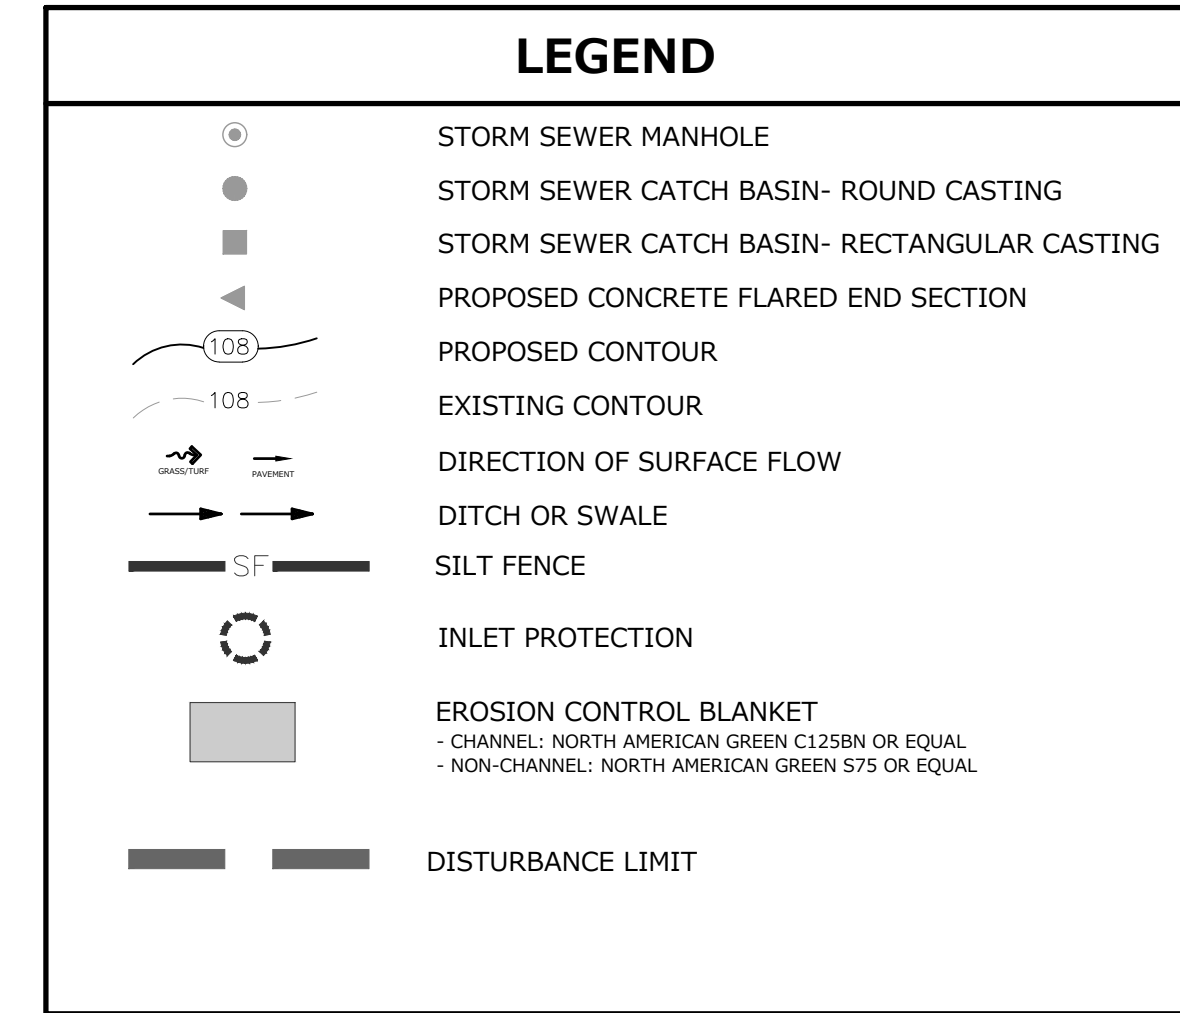 LEGEND
STORM SEWER MANHOLE
STORM SEWER CATCH BASIN- ROUND CASTING
STORM SEWER CATCH BASIN- RECTANGULAR CASTING
PROPOSED CONCRETE FLARED END SECTION
108 PROPOSED CONTOUR
108 EXISTING CONTOUR
GRASS/TURF PAVEMENT DIRECTION OF SURFACE FLOW
DITCH OR SWALE
SF SILT FENCE
INLET PROTECTION
EROSION CONTROL BLANKET
- CHANNEL: NORTH AMERICAN GREEN C125BN OR EQUAL
- NON-CHANNEL: NORTH AMERICAN GREEN S75 OR EQUAL
DISTURBANCE LIMIT